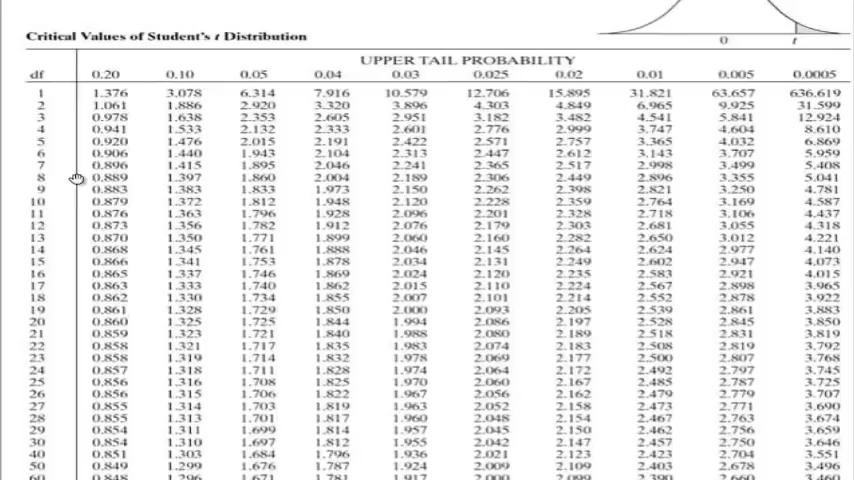 Critical Values of Student's t Distribution
0 t
UPPER TAIL PROBABILITY
df 0.20 0.10 0.05 0.04 0.03 0.025 0.02 0.01 0.005 0.0005
1 1.376 3.078 6.314 7.916 10.579 12.706 15.895 31.821 63.657 636.619
2 1.061 1.886 2.920 3.320 3.896 4.303 4.849 6.965 9.925 31.599
3 0.978 1.638 2.353 2.605 2.951 3.182 3.482 4.541 5.841 12.924
4 0.941 1.533 2.132 2.333 2.601 2.776 2.999 3.747 4.604 8.610
5 0.920 1.476 2.015 2.191 2.422 2.571 2.757 3.365 4.032 6.869
6 0.906 1.440 1.943 2.104 2.313 2.447 2.612 3.143 3.707 5.959
7 0.896 1.415 1.895 2.046 2.241 2.365 2.517 2.998 3.499 5.408
8 0.889 1.397 1.860 2.004 2.189 2.306 2.449 2.896 3.355 5.041
9 0.883 1.383 1.833 1.973 2.150 2.262 2.398 2.821 3.250 4.781
10 0.879 1.372 1.812 1.948 2.120 2.228 2.359 2.764 3.169 4.587
11 0.876 1.363 1.796 1.928 2.096 2.201 2.328 2.718 3.106 4.437
12 0.873 1.356 1.782 1.912 2.076 2.179 2.303 2.681 3.055 4.318
13 0.870 1.350 1.771 1.899 2.060 2.160 2.282 2.650 3.012 4.221
14 0.868 1.345 1.761 1.888 2.046 2.145 2.264 2.624 2.977 4.140
15 0.866 1.341 1.753 1.878 2.034 2.131 2.249 2.602 2.947 4.073
16 0.865 1.337 1.746 1.869 2.024 2.120 2.235 2.583 2.921 4.015
17 0.863 1.333 1.740 1.862 2.015 2.110 2.224 2.567 2.898 3.965
18 0.862 1.330 1.734 1.855 2.007 2.101 2.214 2.552 2.878 3.922
19 0.861 1.328 1.729 1.850 2.000 2.093 2.205 2.539 2.861 3.883
20 0.860 1.325 1.725 1.844 1.994 2.086 2.197 2.528 2.845 3.850
21 0.859 1.323 1.721 1.840 1.988 2.080 2.189 2.518 2.831 3.819
22 0.858 1.321 1.717 1.835 1.983 2.074 2.183 2.508 2.819 3.792
23 0.858 1.319 1.714 1.832 1.978 2.069 2.177 2.500 2.807 3.768
24 0.857 1.318 1.711 1.828 1.974 2.064 2.172 2.492 2.797 3.745
25 0.856 1.316 1.708 1.825 1.970 2.060 2.167 2.485 2.787 3.725
26 0.856 1.315 1.706 1.822 1.967 2.056 2.162 2.479 2.779 3.707
27 0.855 1.314 1.703 1.819 1.963 2.052 2.158 2.473 2.771 3.690
28 0.855 1.313 1.701 1.817 1.960 2.048 2.154 2.467 2.763 3.674
29 0.854 1.311 1.699 1.814 1.957 2.045 2.150 2.462 2.756 3.659
30 0.854 1.310 1.697 1.812 1.955 2.042 2.147 2.457 2.750 3.646
40 0.851 1.303 1.684 1.796 1.936 2.021 2.123 2.423 2.704 3.551
50 0.849 1.299 1.676 1.787 1.924 2.009 2.109 2.403 2.678 3.496
60 0.848 1.296 1.671 1.781 1.917 2.000 2.099 2.390 2.660 3.460